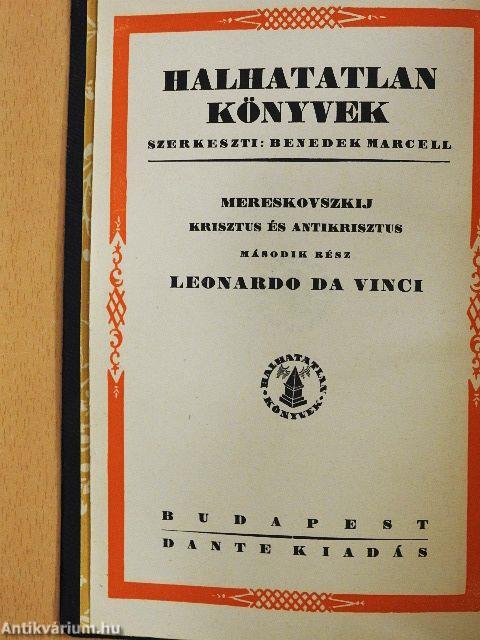 HALHATATLAN
KÖNYVEK
SZERKESZTI: BENEDEK MARCELL
MERESKOVSZKIJ
KRISZTUS ÉS ANTIKRISZTUS
MÁSODIK RÉSZ
LEONARDO DA VINCI
HALHATATLAN
KÖNYVEK
BUDAPEST
DANTE KIADÁS
Antikvárium.hu